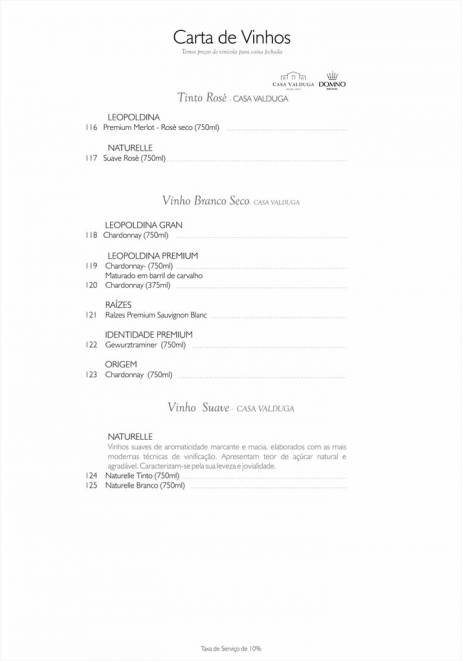 Carta de Vinhos
Temos preços de vinícola para caixa fechada
CASA VALDUGA DOMNO
Tinto Rosé - CASA VALDUGA
LEOPOLDINA
116 Premium Merlot - Rosè seco (750ml)
NATURELLE
117 Suave Rosè (750ml)
Vinho Branco Seco- CASA VALDUGA
LEOPOLDINA GRAN
118 Chardonnay (750ml)
LEOPOLDINA PREMIUM
119 Chardonnay- (750ml)
Maturado em barril de carvalho
120 Chardonnay (375ml)
RAÍZES
121 Raízes Premium Sauvignon Blanc
IDENTIDADE PREMIUM
122 Gewurztraminer (750ml)
ORIGEM
123 Chardonnay (750ml)
Vinho Suave - CASA VALDUGA
NATURELLE
Vinhos suaves de aromaticidade marcante e macia, elaborados com as mais
modernas técnicas de vinificação. Apresentam teor de açúcar natural e
agradável. Caracterizam-se pela sua leveza e jovialidade.
124 Naturelle Tinto (750ml)
125 Naturelle Branco (750ml)
Taxa de Serviço de 10%